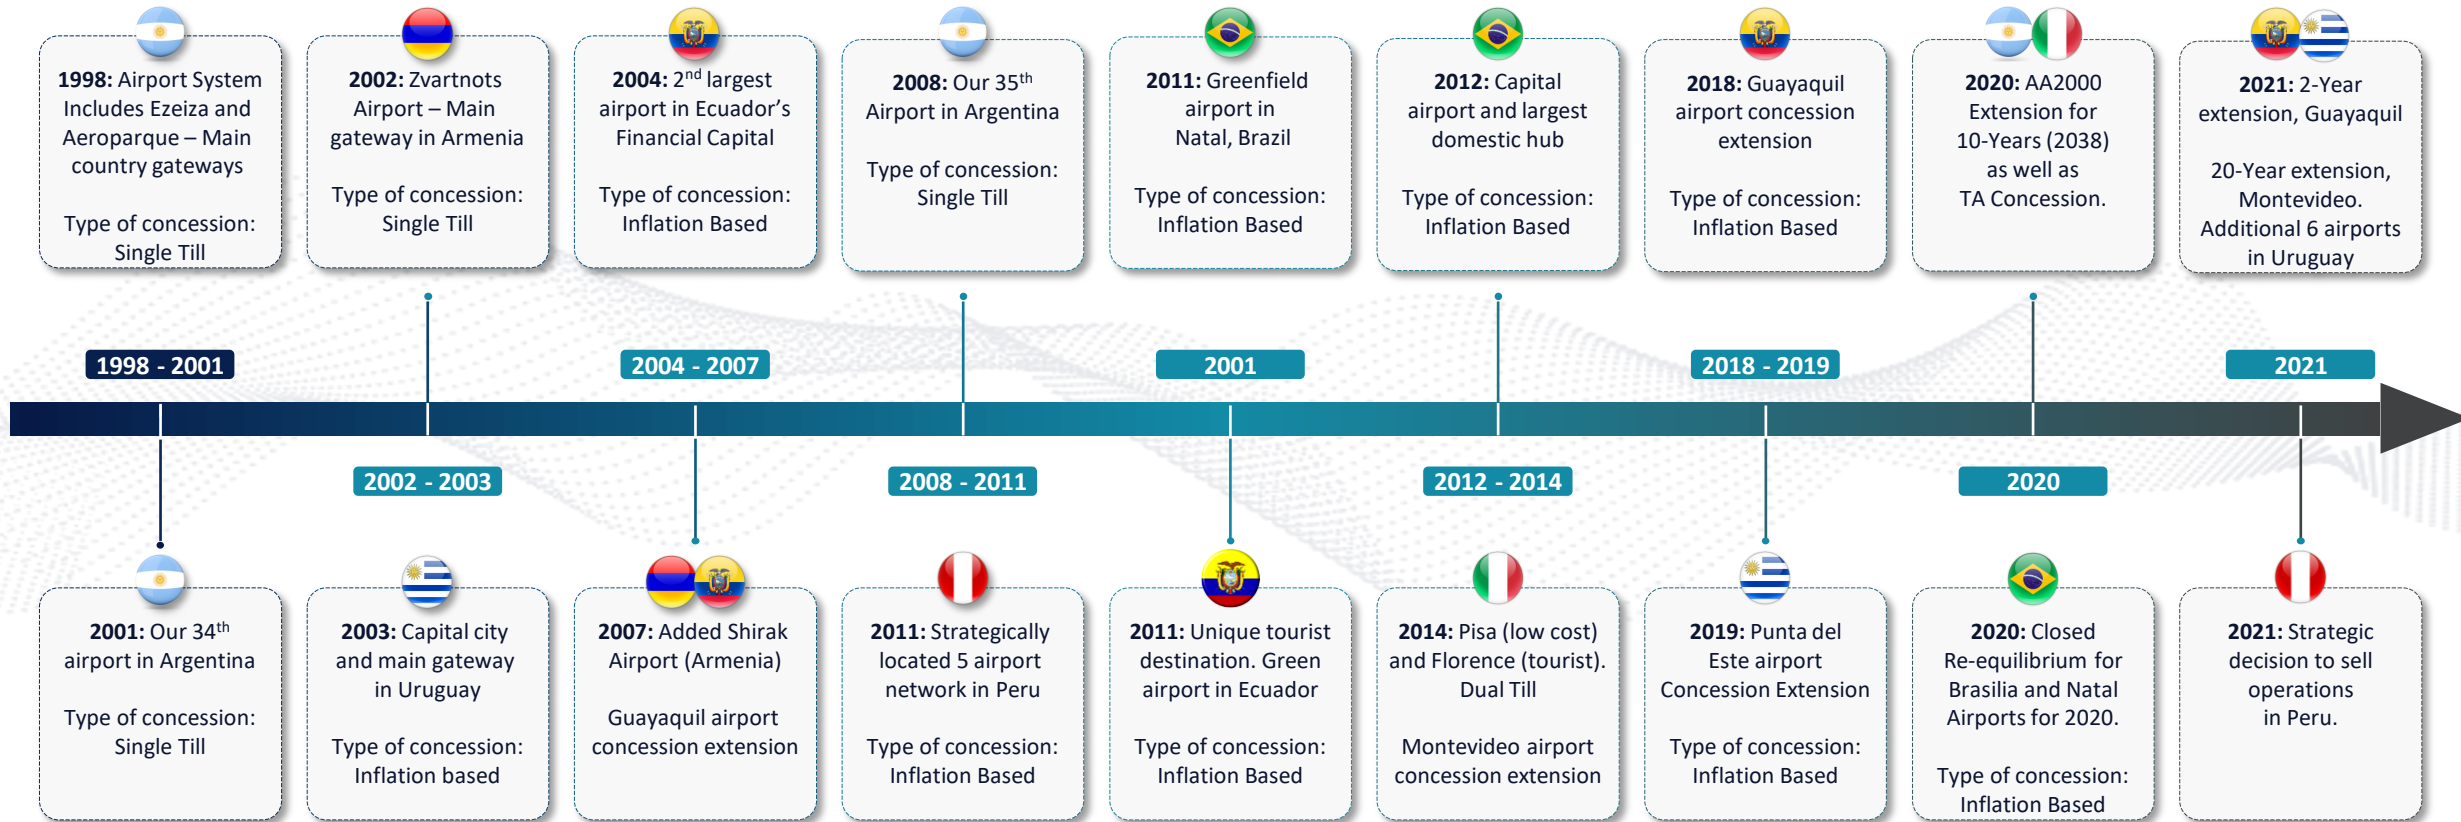 1998: Airport System
Includes Ezeiza and
Aeroparque – Main
country gateways
Type of concession:
Single Till
2002: Zvartnots
Airport – Main
gateway in Armenia
Type of concession:
Single Till
2004: 2nd largest
airport in Ecuador’s
Financial Capital
Type of concession:
Inflation Based
2008: Our 35th
Airport in Argentina
Type of concession:
Single Till
2011: Greenfield
airport in
Natal, Brazil
Type of concession:
Inflation Based
2012: Capital
airport and largest
domestic hub
Type of concession:
Inflation Based
2018: Guayaquil
airport concession
extension
Type of concession:
Inflation Based
2020: AA2000
Extension for
10-Years (2038)
as well as
TA Concession.
2021: 2-Year
extension, Guayaquil
20-Year extension,
Montevideo.
Additional 6 airports
in Uruguay
1998 - 2001
2004 - 2007
2001
2018 - 2019
2021
2002 - 2003
2008 - 2011
2012 - 2014
2020
2001: Our 34th
airport in Argentina
Type of concession:
Single Till
2003: Capital city
and main gateway
in Uruguay
Type of concession:
Inflation based
2007: Added Shirak
Airport (Armenia)
Guayaquil airport
concession extension
2011: Strategically
located 5 airport
network in Peru
Type of concession:
Inflation Based
2011: Unique tourist
destination. Green
airport in Ecuador
Type of concession:
Inflation Based
2014: Pisa (low cost)
and Florence (tourist).
Dual Till
Montevideo airport
concession extension
2019: Punta del
Este airport
Concession Extension
Type of concession:
Inflation Based
2020: Closed
Re-equilibrium for
Brasilia and Natal
Airports for 2020.
Type of concession:
Inflation Based
2021: Strategic
decision to sell
operations
in Peru.